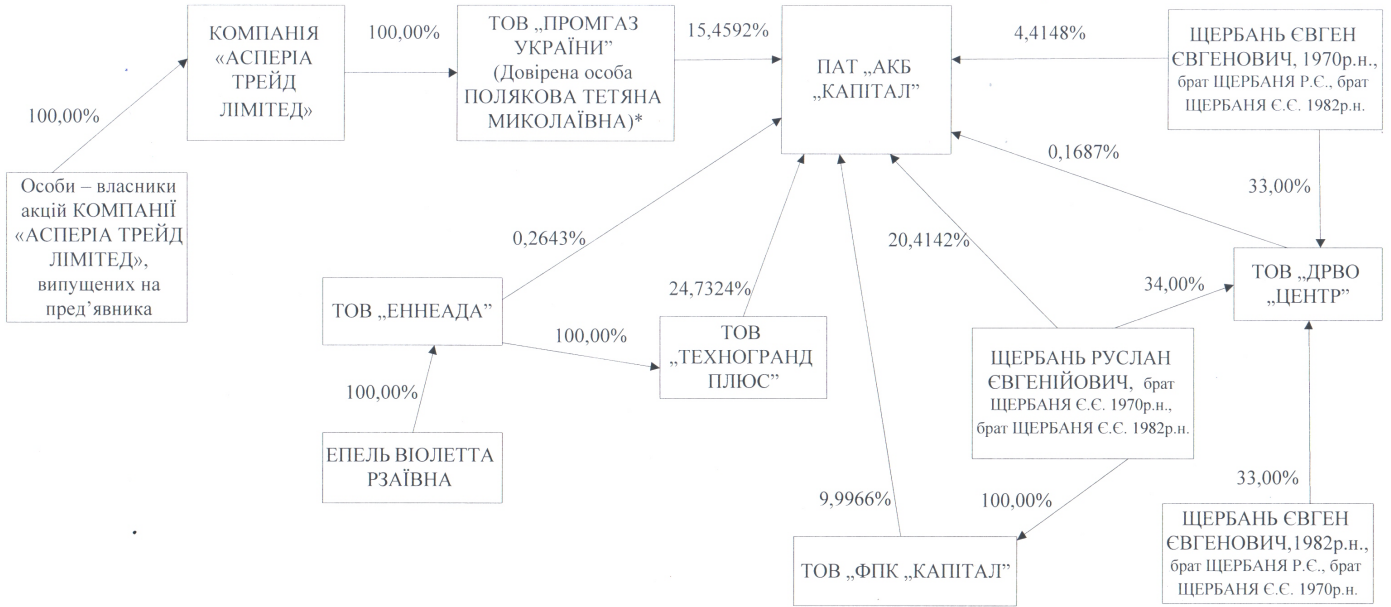 КОМПАНІЯ
«АСПЕРІА
ТРЕЙД
ЛІМІТЕД»
100,00%
ТОВ „ПРОМГАЗ
УКРАЇНИ”
(Довірена особа
ПОЛЯКОВА ТЕТЯНА
МИКОЛАЇВНА)*
15,4592%
ПАТ „АКБ
„КАПІТАЛ”
4,4148%
ЩЕРБАНЬ ЄВГЕН
ЄВГЕНОВИЧ, 1970р.н.,
брат ЩЕРБАНЯ Р.Є., брат
ЩЕРБАНЯ Є.Є. 1982р.н.
100,00%
Особи – власники
акцій КОМПАНІЇ
«АСПЕРІА ТРЕЙД
ЛІМІТЕД»,
випущених на
пред’явника
0,1687%
33,00%
0,2643%
20,4142%
ТОВ „ДРВО
„ЦЕНТР”
ТОВ „ЕННЕАДА”
24,7324%
34,00%
100,00%
ТОВ
„ТЕХНОГРАНД
ПЛЮС”
ЩЕРБАНЬ РУСЛАН
ЄВГЕНІЙОВИЧ, брат
ЩЕРБАНЯ Є.Є. 1970р.н.,
брат ЩЕРБАНЯ Є.Є. 1982р.н.
100,00%
ЕПЕЛЬ ВІОЛЕТТА
РЗАЇВНА
9,9966%
100,00%
33,00%
ТОВ „ФПК „КАПІТАЛ”
ЩЕРБАНЬ ЄВГЕН
ЄВГЕНОВИЧ,1982р.н.,
брат ЩЕРБАНЯ Р.Є., брат
ЩЕРБАНЯ Є.Є. 1970р.н.